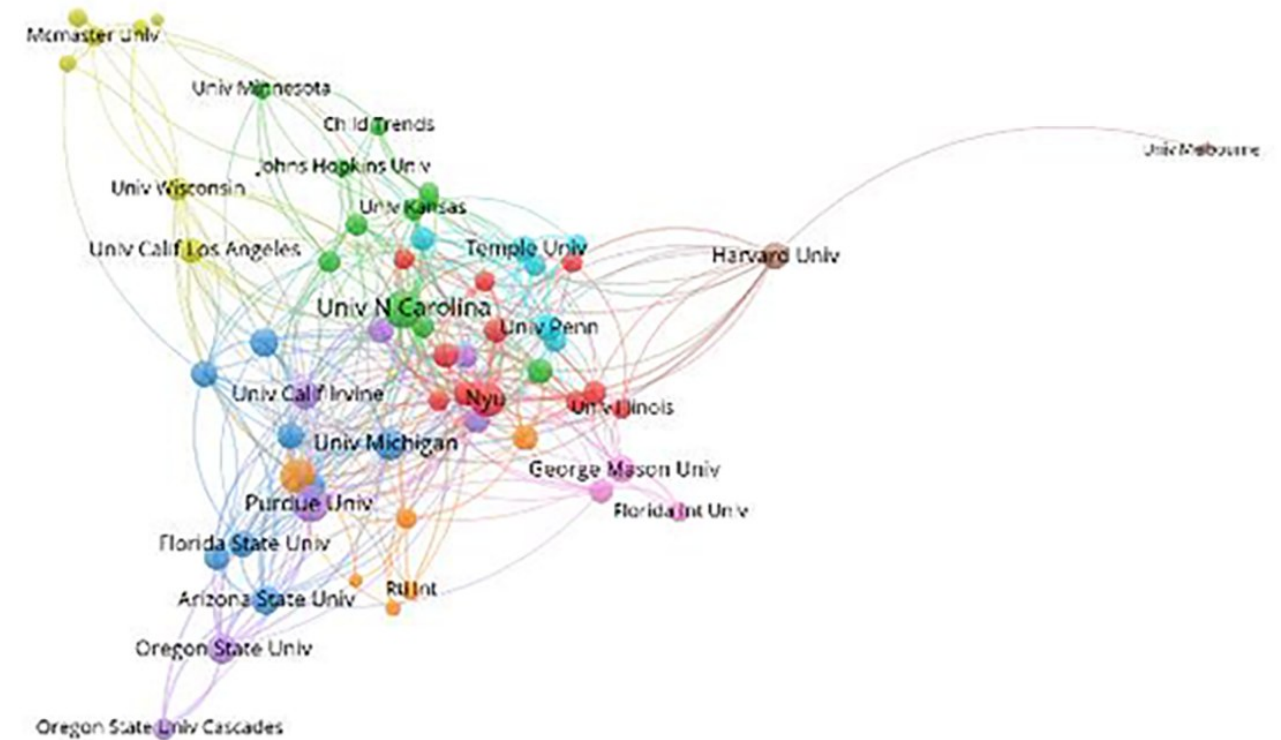 Mcmaster Univ
Univ Minnesota
Child Trends
Univ Melbourne
Johns Hopkins Univ
Univ Wisconsin
Univ Kansas
Univ Calif Los Angeles
Temple Univ
Harvard Univ
Univ N Carolina
Univ Penn
Univ Calif Irvine
Nyu
Univ Illinois
Univ Michigan
George Mason Univ
Purdue Univ
Florida Int Univ
Florida State Univ
Rti Int
Arizona State Univ
Oregon State Univ
Oregon State Univ Cascades